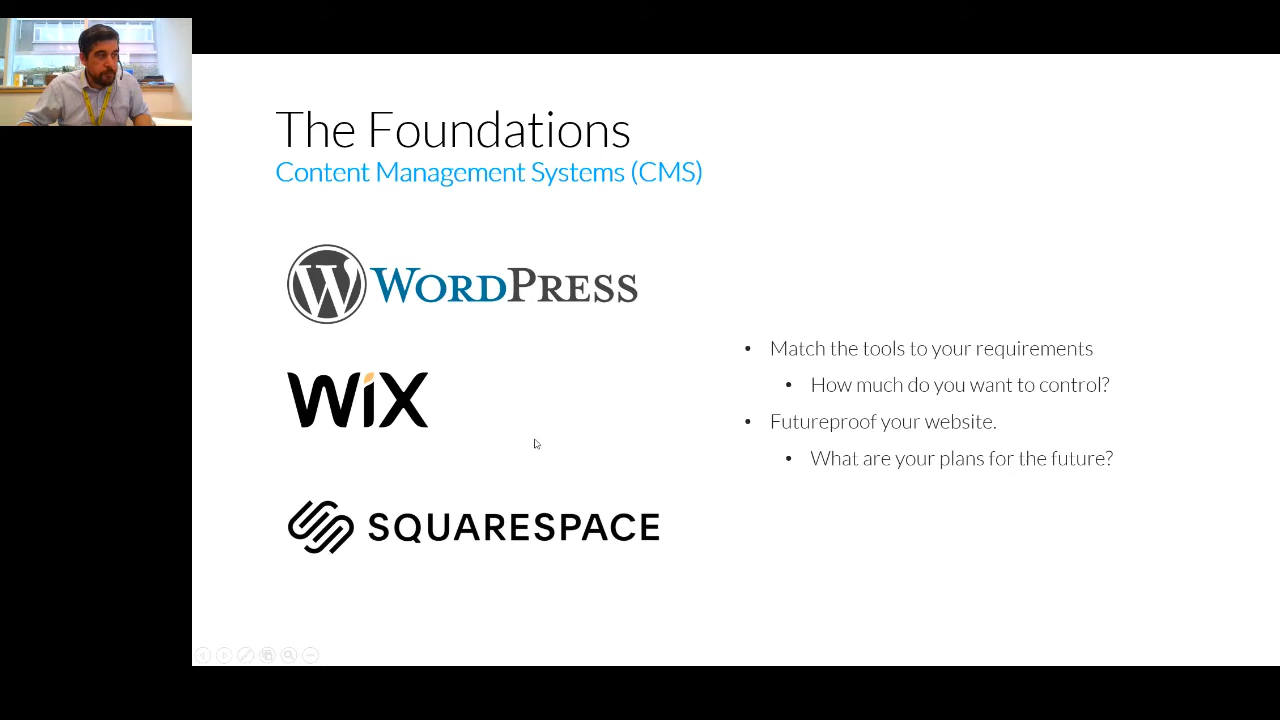 The Foundations
Content Management Systems (CMS)
W WORDPRESS
WiX
SQUARESPACE
• Match the tools to your requirements
• How much do you want to control?
• Futureproof your website.
• What are your plans for the future?